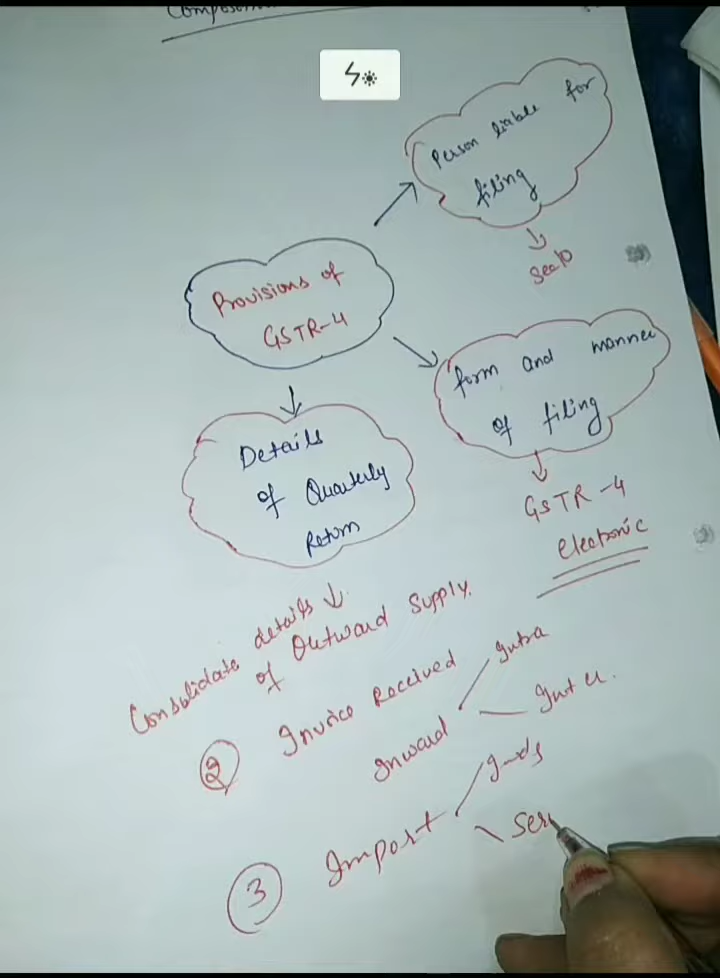 Person liable for
filing
Sec 10
Provisions of
GSTR-4
form and manner
of filing
GSTR-4
electronic
Details
of Quarterly
Return
Consolidate details
of Outward Supply.
② Invoice Received
Inward
Intra
Inter.
③ Import
goods
Ser